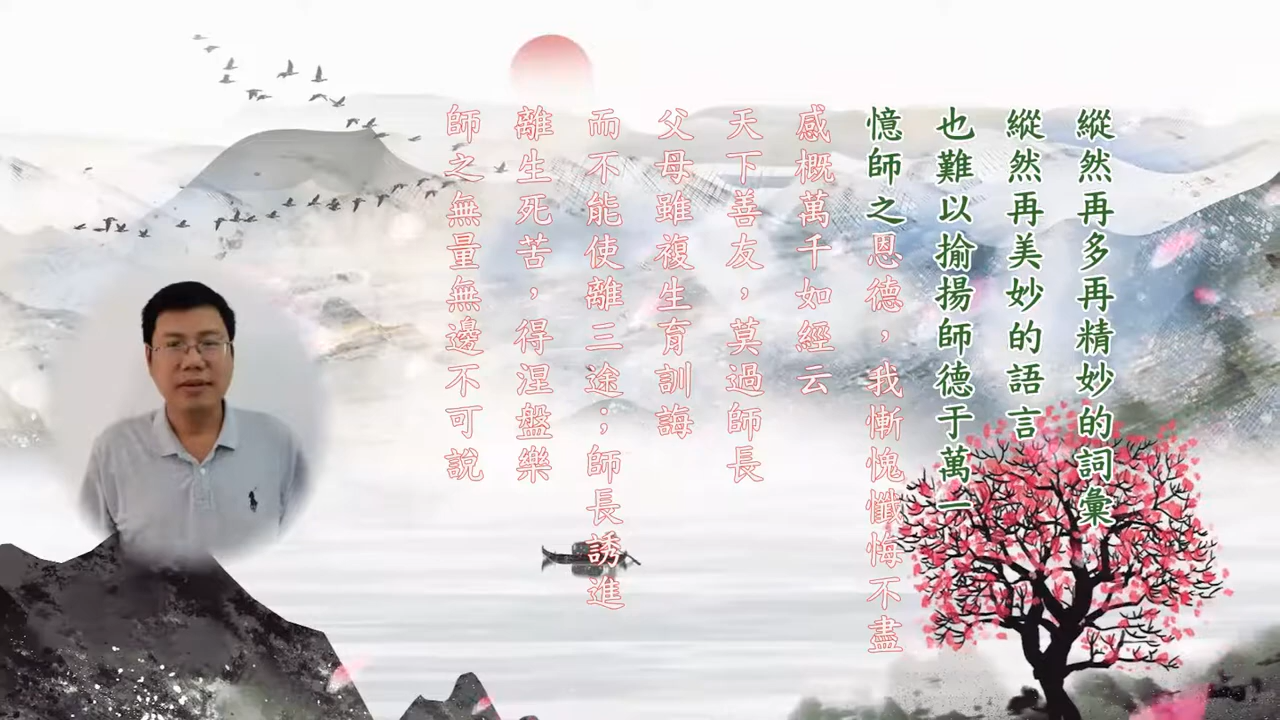 縱然再多再精妙的詞彙
縱然再美妙的語言
也難以揄揚師德于萬一
憶師之恩德，我慚愧懺悔不盡
感概萬千如經云
天下善友，莫過師長
父母雖複生育訓誨
而不能使離三途；師長誘進
離生死苦，得涅盤樂
師之無量無邊不可說